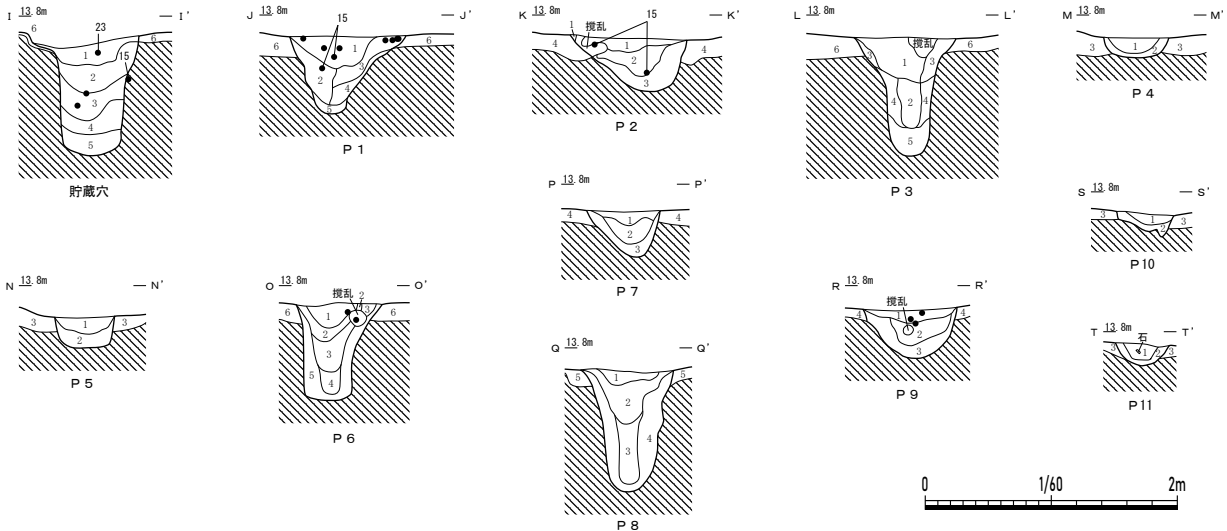 I 13.8m I'
23
15
6 1 6
2
3
4
5
貯蔵穴
J 13.8m J'
15
6 1 3 6
2
4
5
P 1
K 13.8m K'
1 撹乱 15
4 1 4
2
3
P 2
L 13.8m L'
撹乱
6 3 3 6
1
4 2 4
5
P 3
M 13.8m M'
3 1 2 3
P 4
N 13.8m N'
3 1 3
2
P 5
O 13.8m O'
撹乱 2
6 1 3 6
2
3
5 4
P 6
P 13.8m P'
4 1 4
2
3
P 7
Q 13.8m Q'
5 1 5
2
3 4
P 8
R 13.8m R'
撹乱
4 1 4
2
3
P 9
S 13.8m S'
3 1 3
2
P 10
T 13.8m T'
石
3 1 2 3
P 11
0 1/60 2m